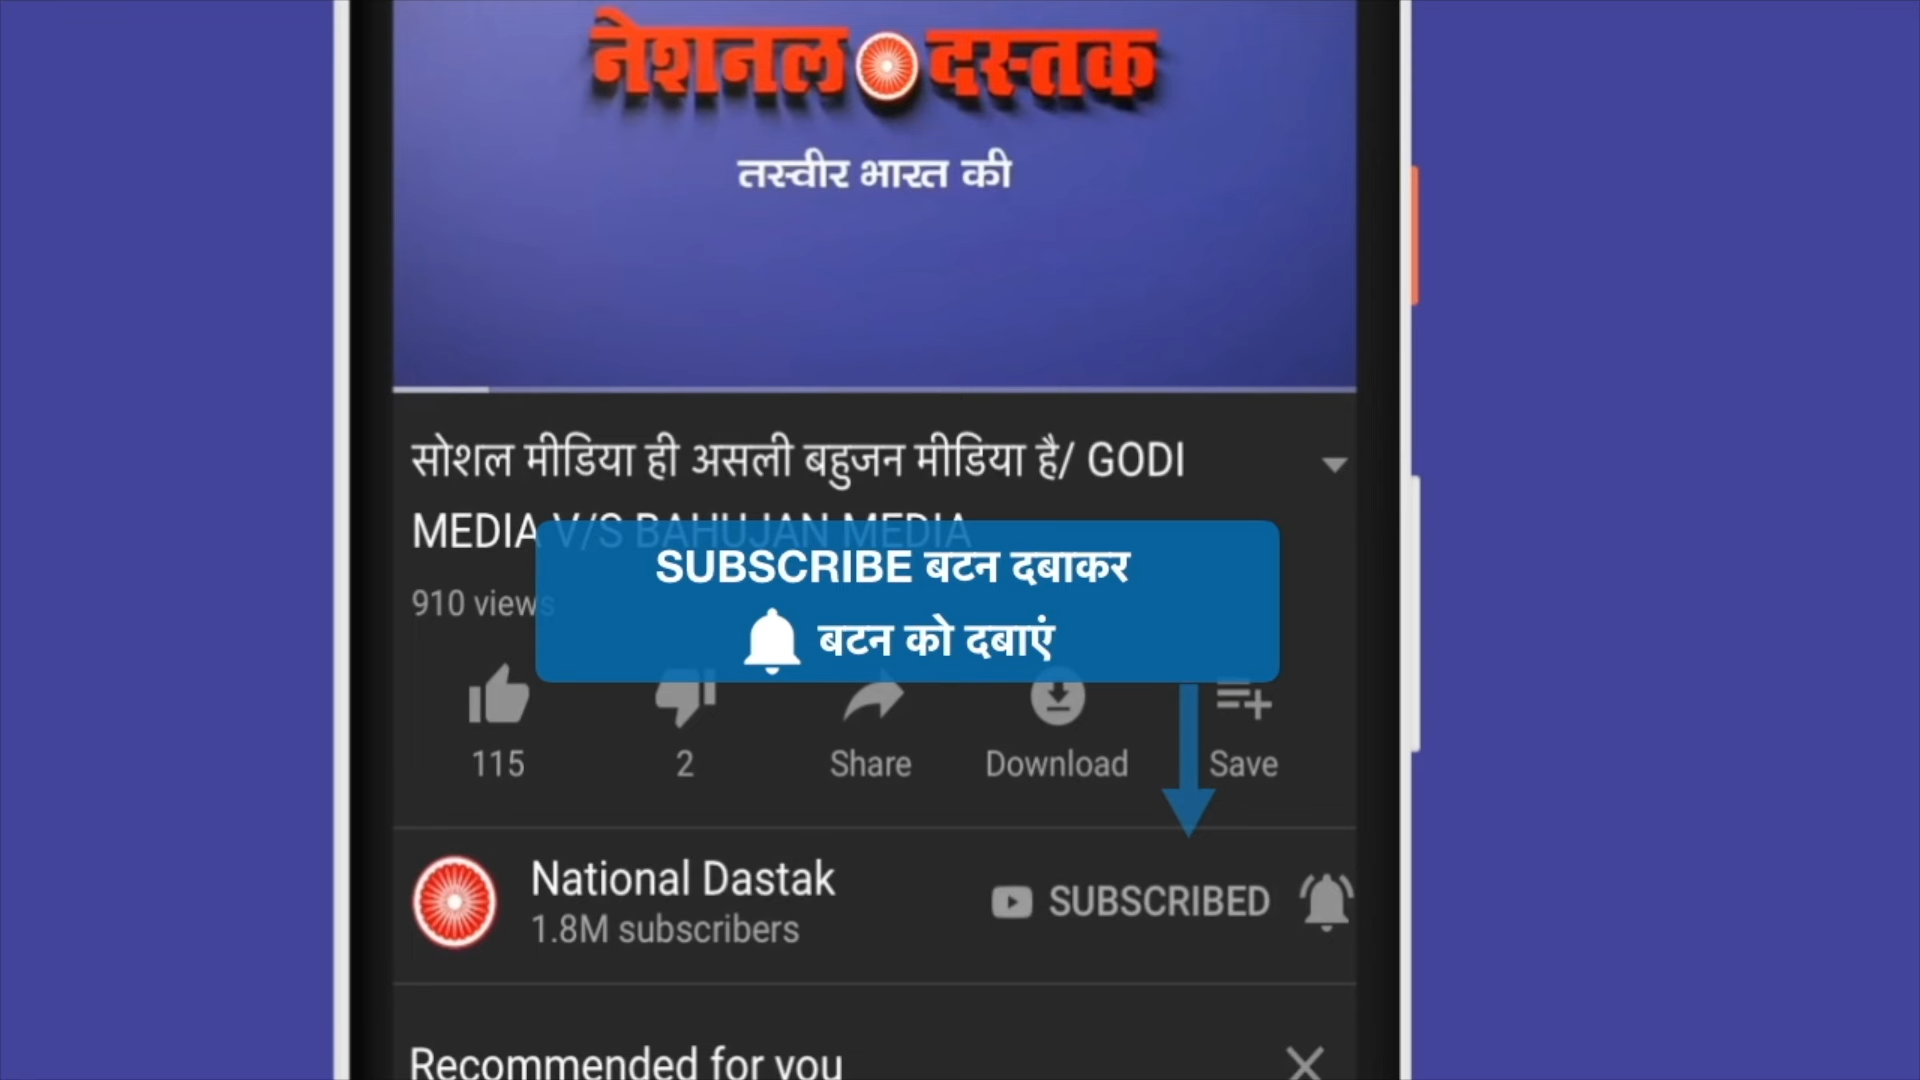 नेशनल दस्तक
तस्वीर भारत की
सोशल मीडिया ही असली बहुजन मीडिया है/ GODI
MEDIA V/S BAHUJAN MEDIA
SUBSCRIBE बटन दबाकर
बटन को दबाएं
910 views
115
2
Share
Download
Save
National Dastak
1.8M subscribers
SUBSCRIBED
Recommended for you